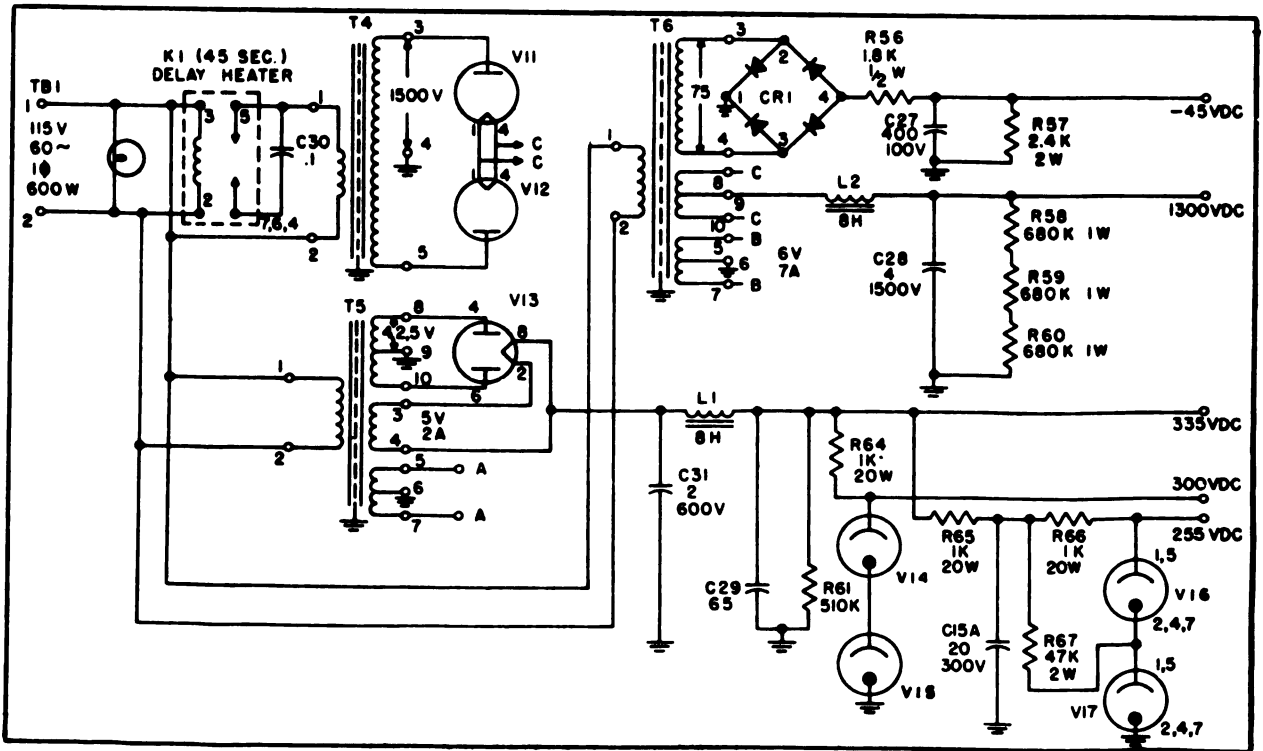 K1 (45 SEC.)
DELAY HEATER
TB1
1
115V
60~
1ϕ
600W
2
3
5
2
7,6,4
C30
.1
1
2
T4
3
1500V
4
5
V11
1 4
C
C
1 4
V12
T5
1
2
8
4 2,5V
9
10
3
5V
2A
4
5
A
6
7
A
V13
4
8
2
6
T6
1
2
3
75
4
8
C
9
C
10
B
5
6
6V
7A
7
B
2
1
CR1
4
3
R56
1.8K
1/2 W
C27
400
100V
R57
2.4K
2W
-45VDC
L2
8H
1300VDC
C28
4
1500V
R58
680K 1W
R59
680K 1W
R60
680K 1W
L1
8H
335VDC
C31
2
600V
C29
65
R61
510K
R64
1K
20W
300VDC
V14
V15
R65
1K
20W
R66
1K
20W
255VDC
C15A
20
300V
R67
47K
2W
1,5
V16
2,4,7
1,5
V17
2,4,7